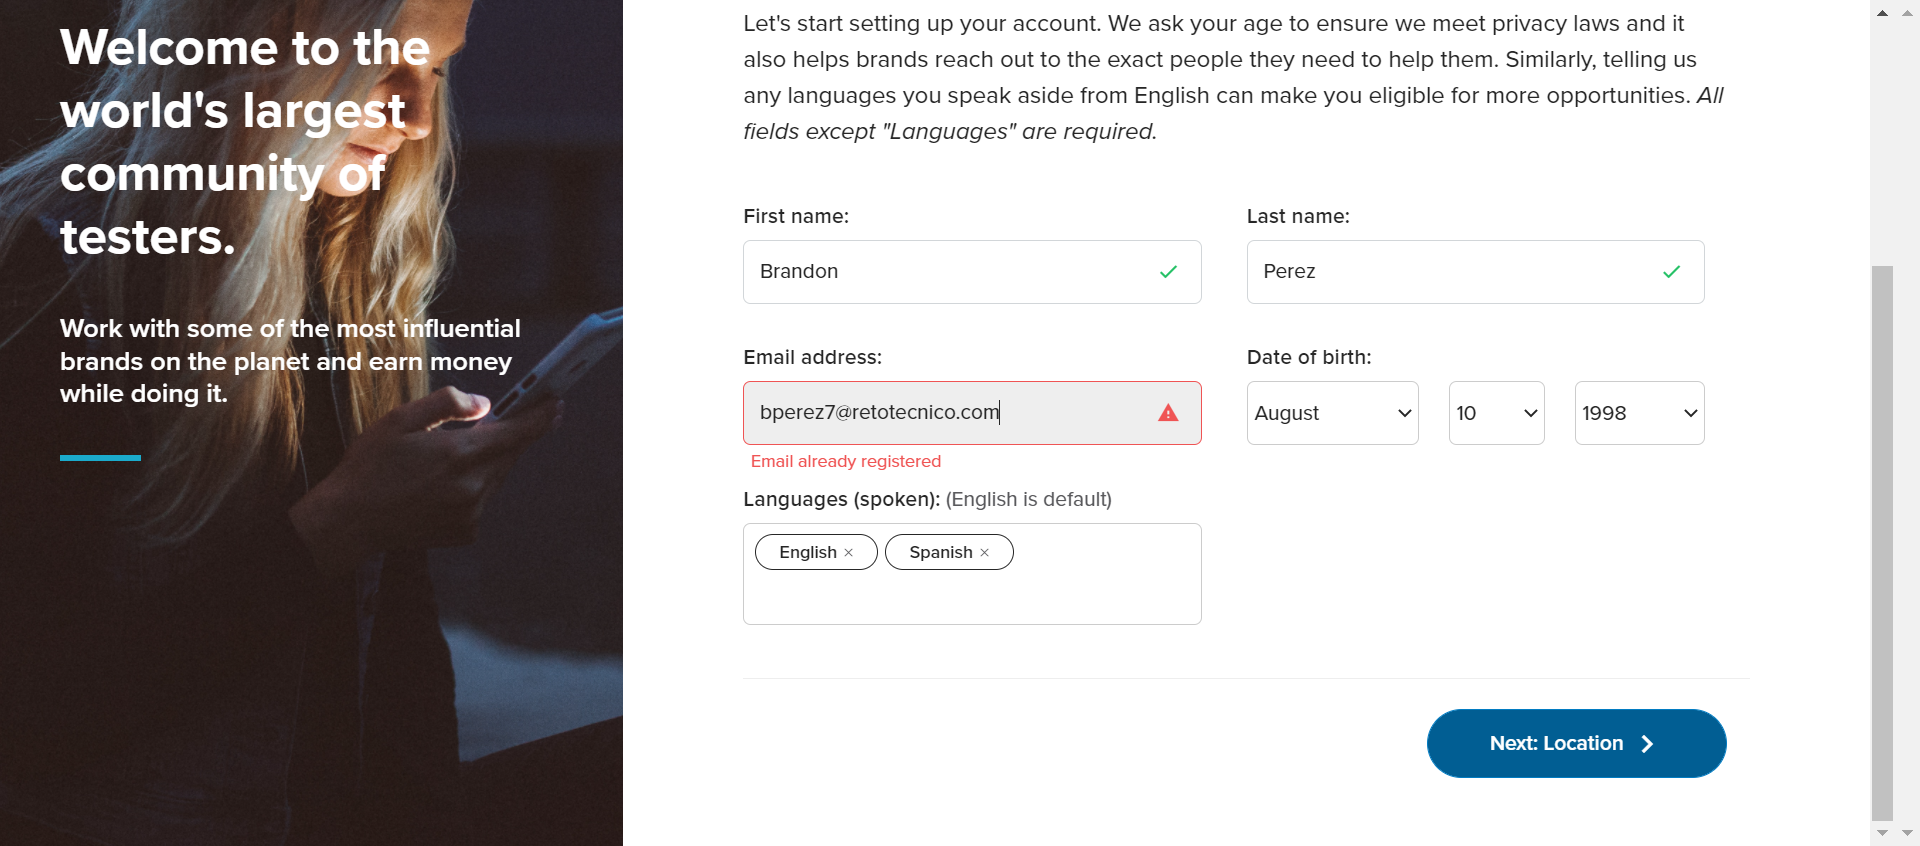 Welcome to the
world's largest
community of
testers.
Work with some of the most influential
brands on the planet and earn money
while doing it.
Let's start setting up your account. We ask your age to ensure we meet privacy laws and it
also helps brands reach out to the exact people they need to help them. Similarly, telling us
any languages you speak aside from English can make you eligible for more opportunities. All
fields except "Languages" are required.
First name:
Last name:
Brandon
Perez
Email address:
Date of birth:
bperez7@retotecnico.com
August
10
1998
Email already registered
Languages (spoken): (English is default)
English ×
Spanish ×
Next: Location